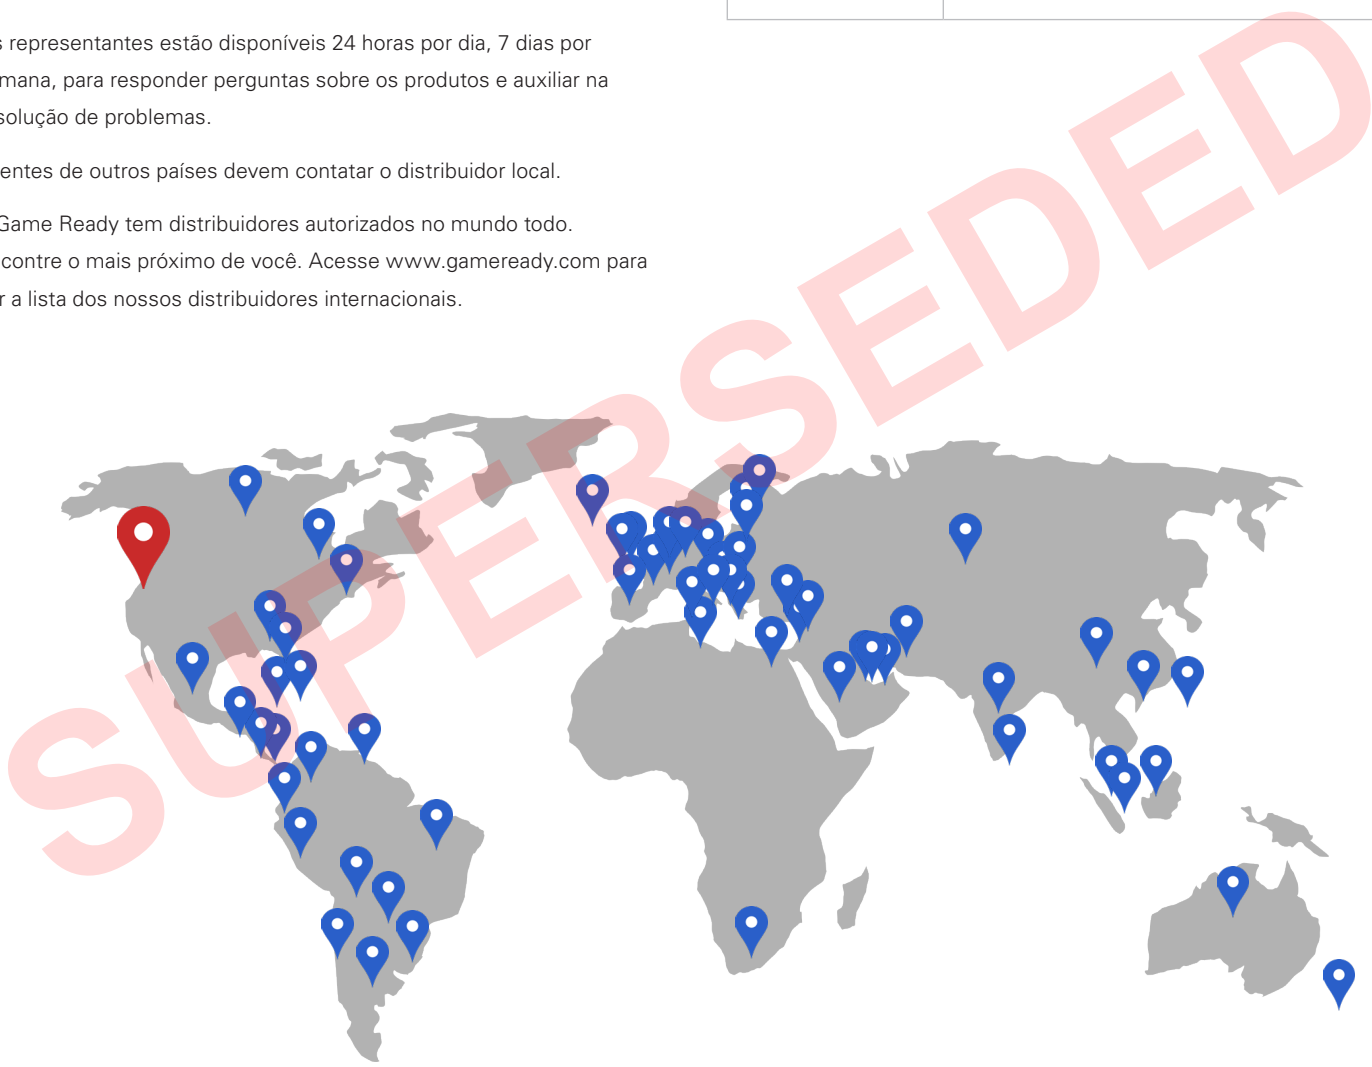 s representantes estão disponíveis 24 horas por dia, 7 dias por
mana, para responder perguntas sobre os produtos e auxiliar na
solução de problemas.
entes de outros países devem contatar o distribuidor local.
Game Ready tem distribuidores autorizados no mundo todo.
contre o mais próximo de você. Acesse www.gameready.com para
r a lista dos nossos distribuidores internacionais.
SUPERSEDED